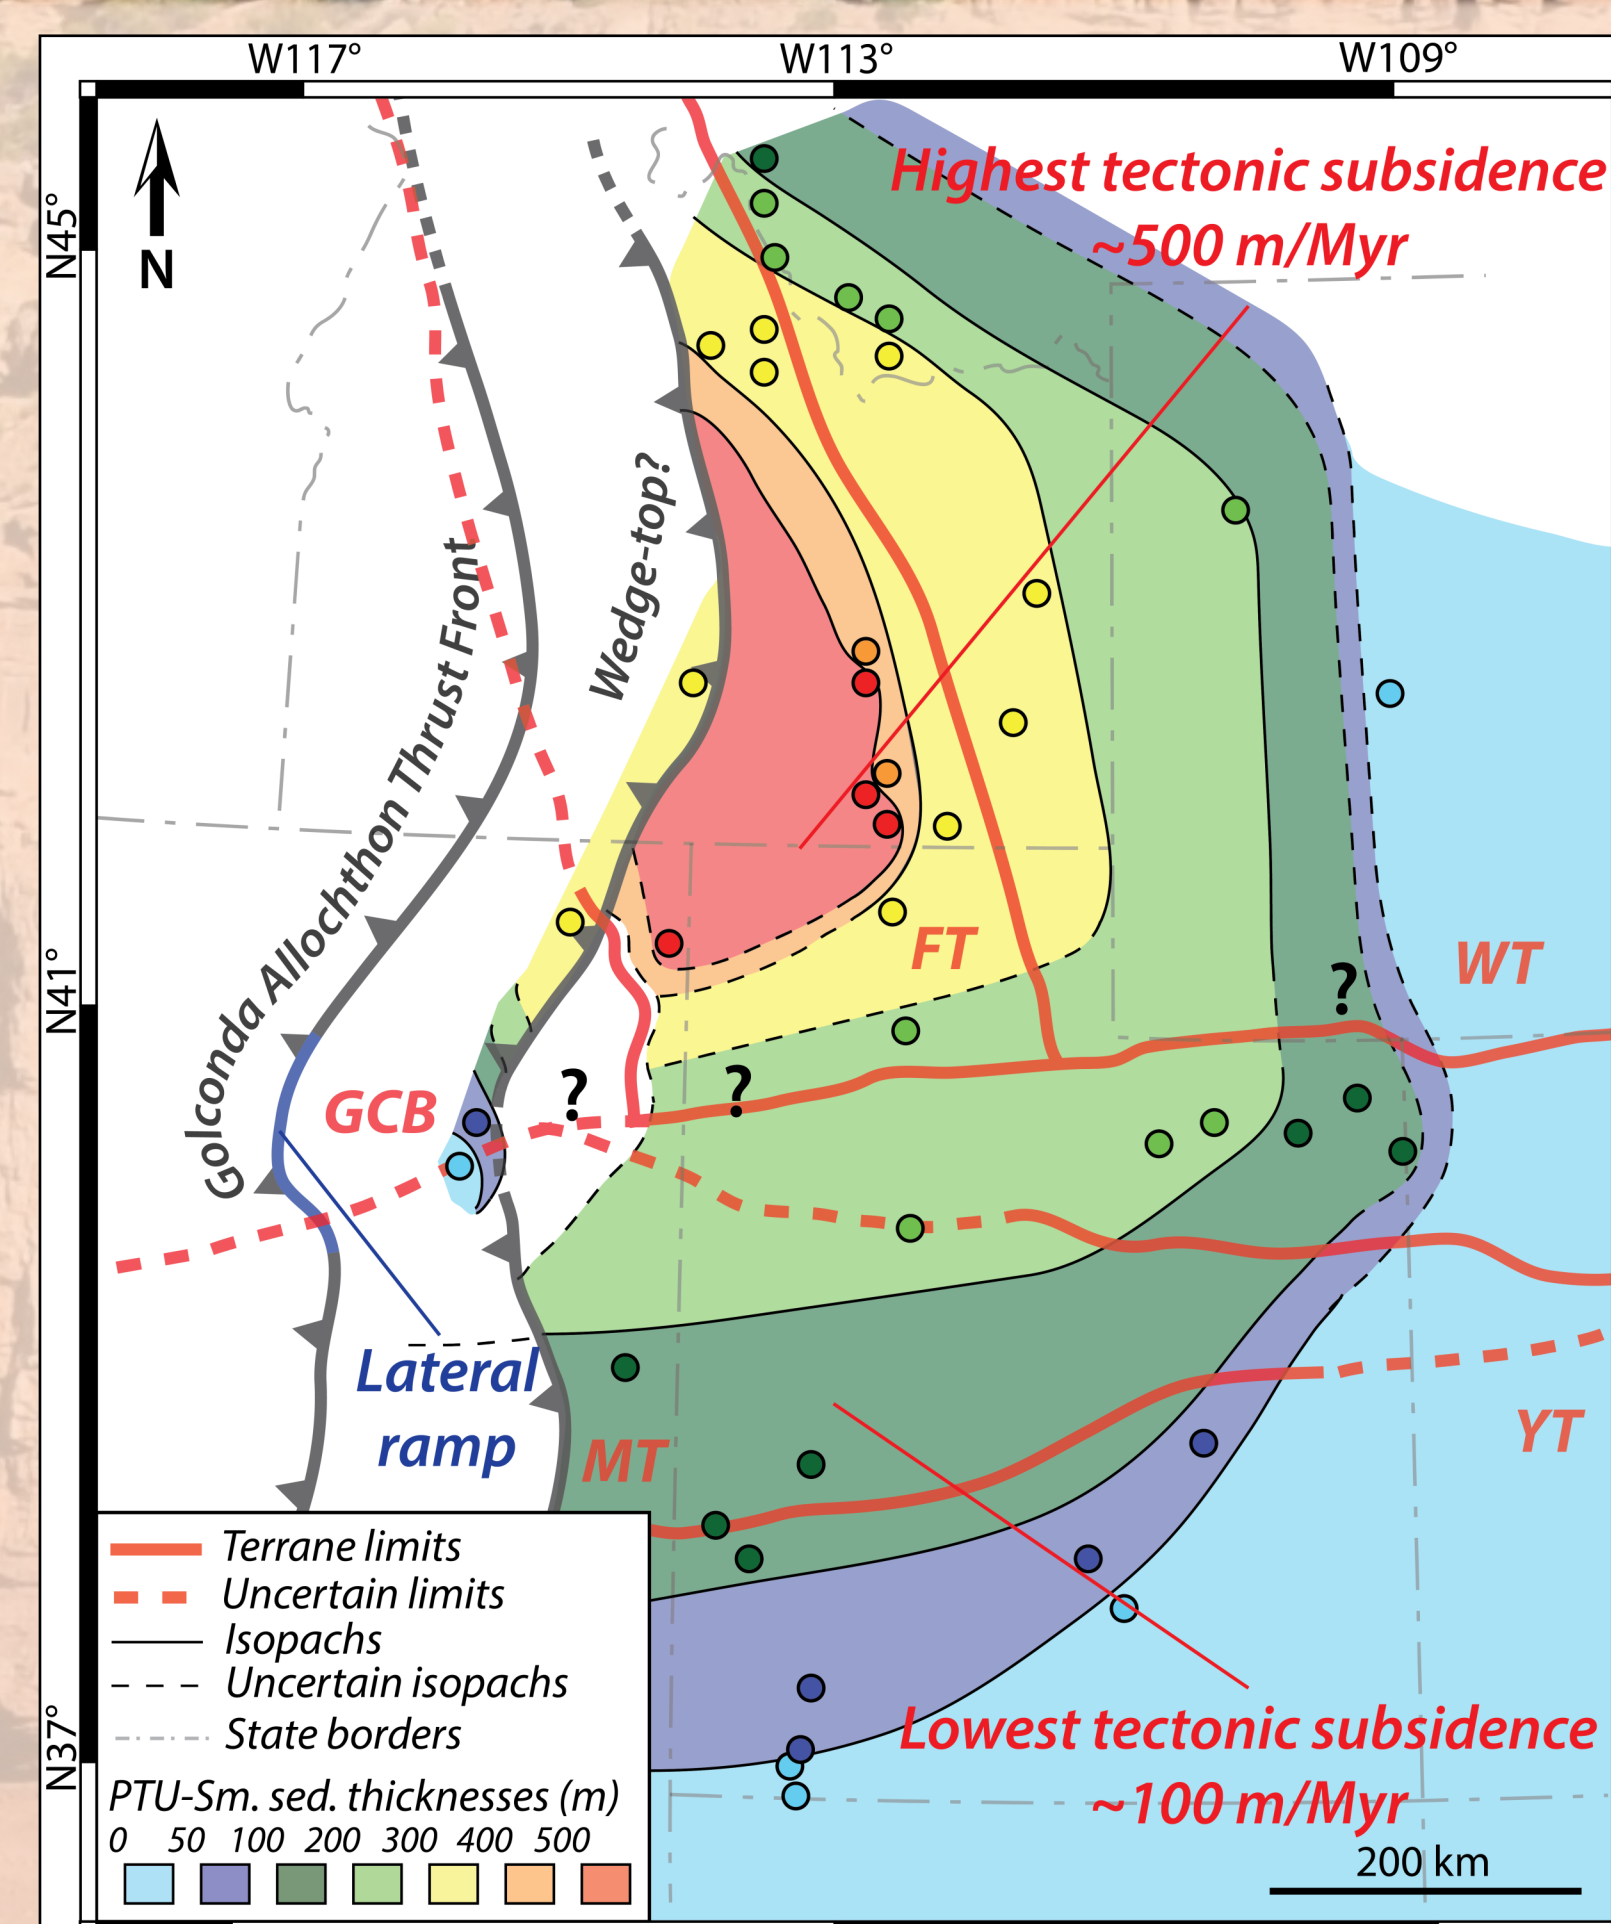 W117°
W113°
W109°
N45°
N
Highest tectonic subsidence
~500 m/Myr
Wedge-top?
Golconda Allochthon Thrust Front
FT
WT
N41°
?
?
?
GCB
Lateral
ramp
MT
YT
Terrane limits
Uncertain limits
Isopachs
Uncertain isopachs
State borders
N37°
Lowest tectonic subsidence
~100 m/Myr
PTU-Sm. sed. thicknesses (m)
0 50 100 200 300 400 500
200 km